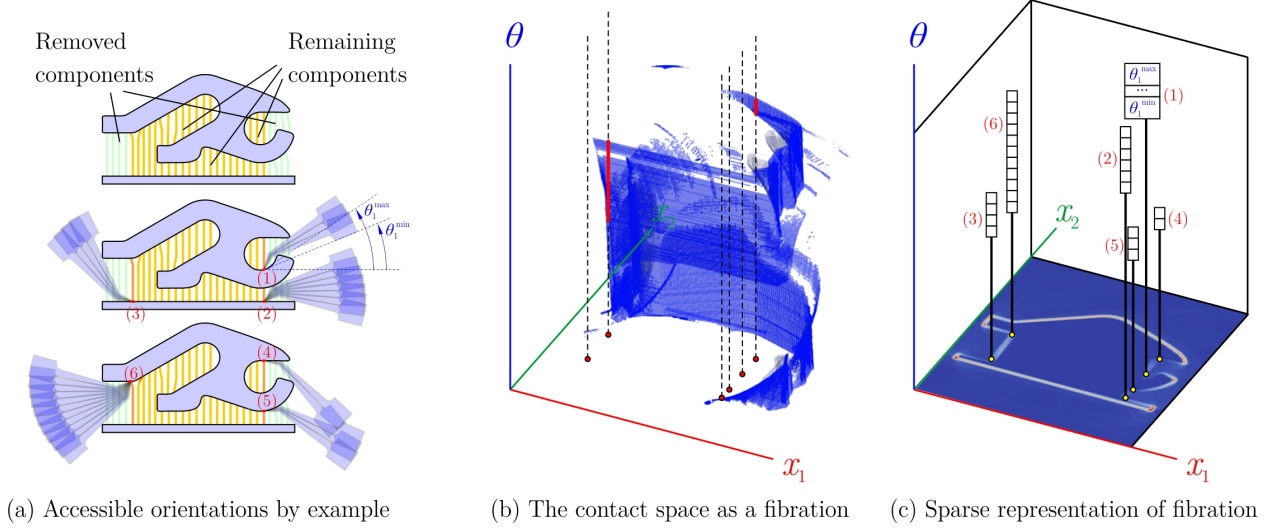 Removed
components
Remaining
components
θ₁ᵐᵃˣ
θ₁ᵐⁱⁿ
(1)
(3)
(2)
(4)
(6)
(5)
(a) Accessible orientations by example
θ
x₂
x₁
(b) The contact space as a fibration
θ
θ₁ᵐᵃˣ
...
θ₁ᵐⁱⁿ
(1)
(6)
(2)
(3)
(4)
(5)
x₂
x₁
(c) Sparse representation of fibration